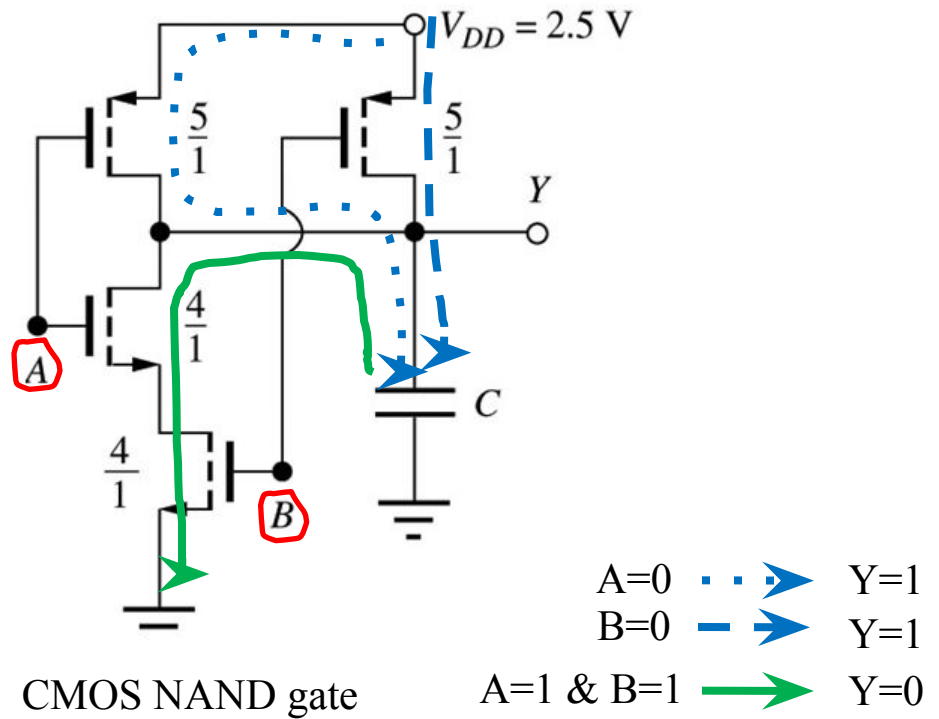 V_DD = 2.5 V
5/1
5/1
Y
4/1
A
C
4/1
B
A=0 Y=1
B=0 Y=1
A=1 & B=1 Y=0
CMOS NAND gate